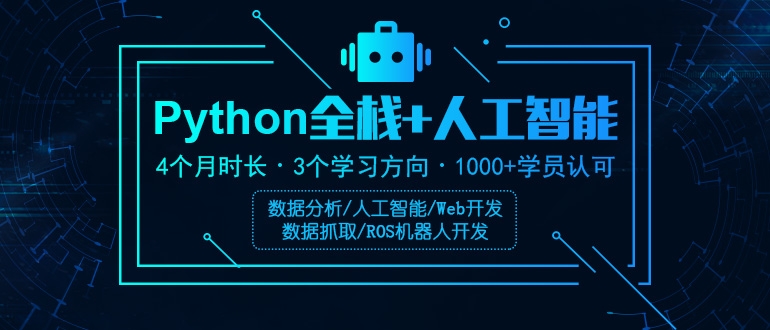 Python全栈+人工智能
4个月时长·3个学习方向·1000+学员认可
数据分析/人工智能/Web开发
数据抓取/ROS机器人开发